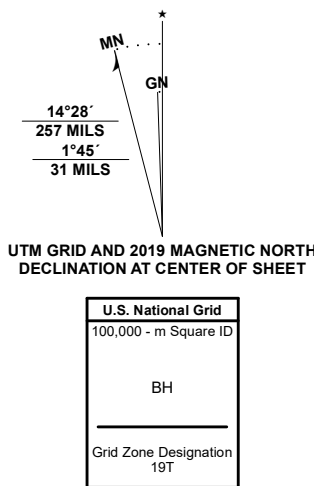 ★
MN
GN
14°28´
257 MILS
1°45´
31 MILS
UTM GRID AND 2019 MAGNETIC NORTH
DECLINATION AT CENTER OF SHEET
U.S. National Grid
100,000 - m Square ID
BH
Grid Zone Designation
19T